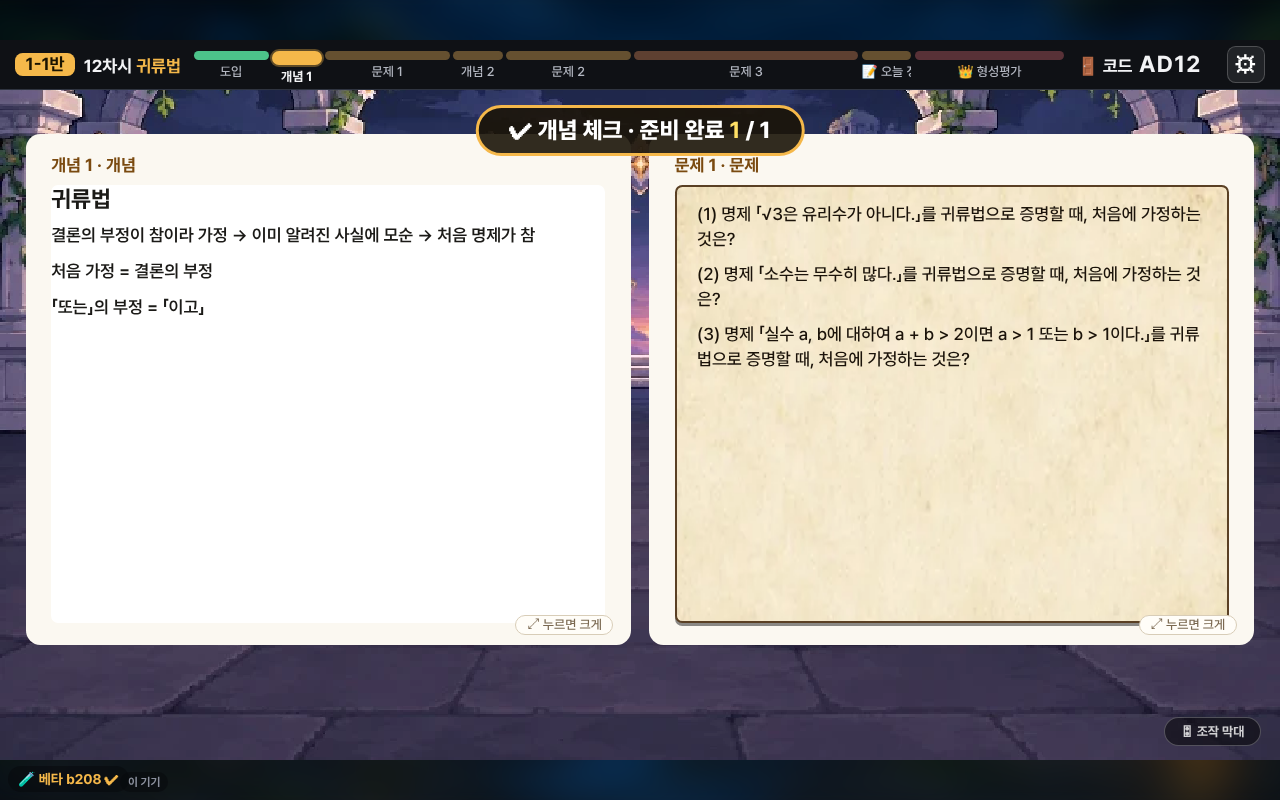 1-1반 12차시 귀류법
도입
개념 1
문제 1
개념 2
문제 2
문제 3
📝 오늘
👑 형성평가
🚪 코드 AD12
✔ 개념 체크 · 준비 완료 1 / 1
개념 1 · 개념
귀류법
결론의 부정이 참이라 가정 → 이미 알려진 사실에 모순 → 처음 명제가 참
처음 가정 = 결론의 부정
「또는」의 부정 = 「이고」
⤢ 누르면 크게
문제 1 · 문제
(1) 명제 「√3은 유리수가 아니다.」를 귀류법으로 증명할 때, 처음에 가정하는
것은?
(2) 명제 「소수는 무수히 많다.」를 귀류법으로 증명할 때, 처음에 가정하는 것
은?
(3) 명제 「실수 a, b에 대하여 a + b > 2이면 a > 1 또는 b > 1이다.」를 귀류
법으로 증명할 때, 처음에 가정하는 것은?
⤢ 누르면 크게
🎛 조작 막대
🧪 베타 b208 ✔ 이 기기